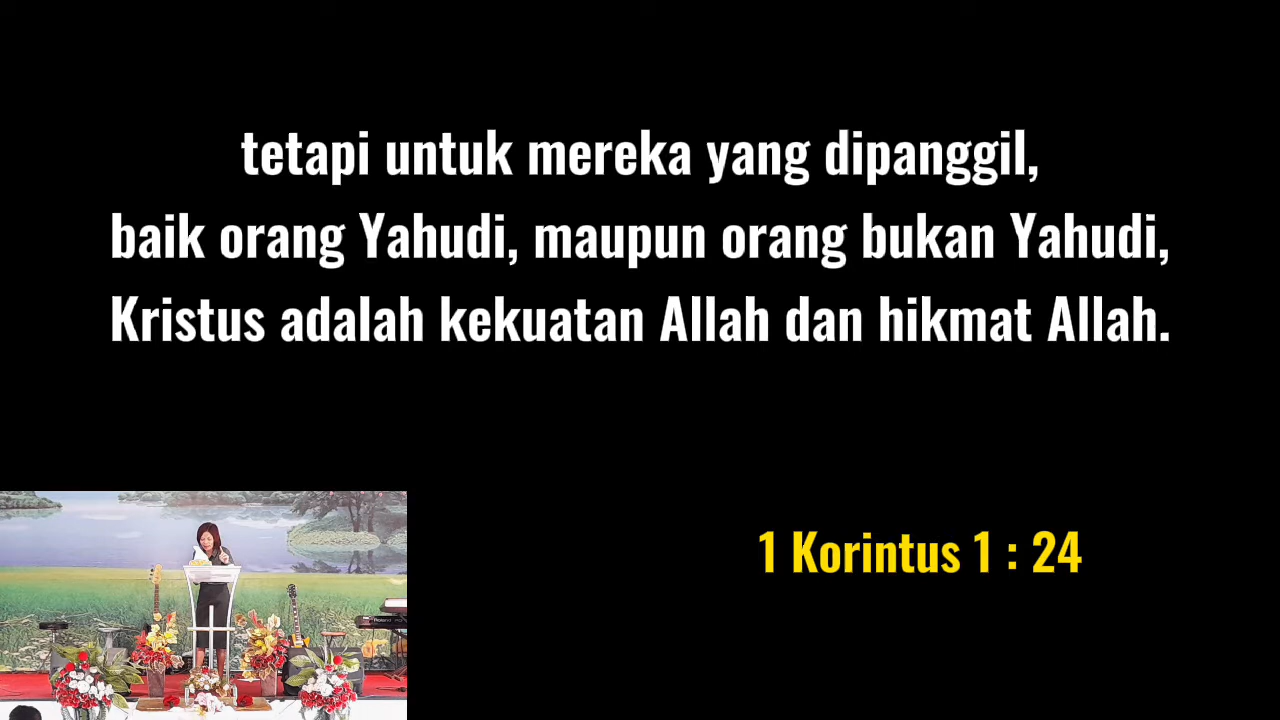 tetapi untuk mereka yang dipanggil,
baik orang Yahudi, maupun orang bukan Yahudi,
Kristus adalah kekuatan Allah dan hikmat Allah.
1 Korintus 1 : 24
Roland